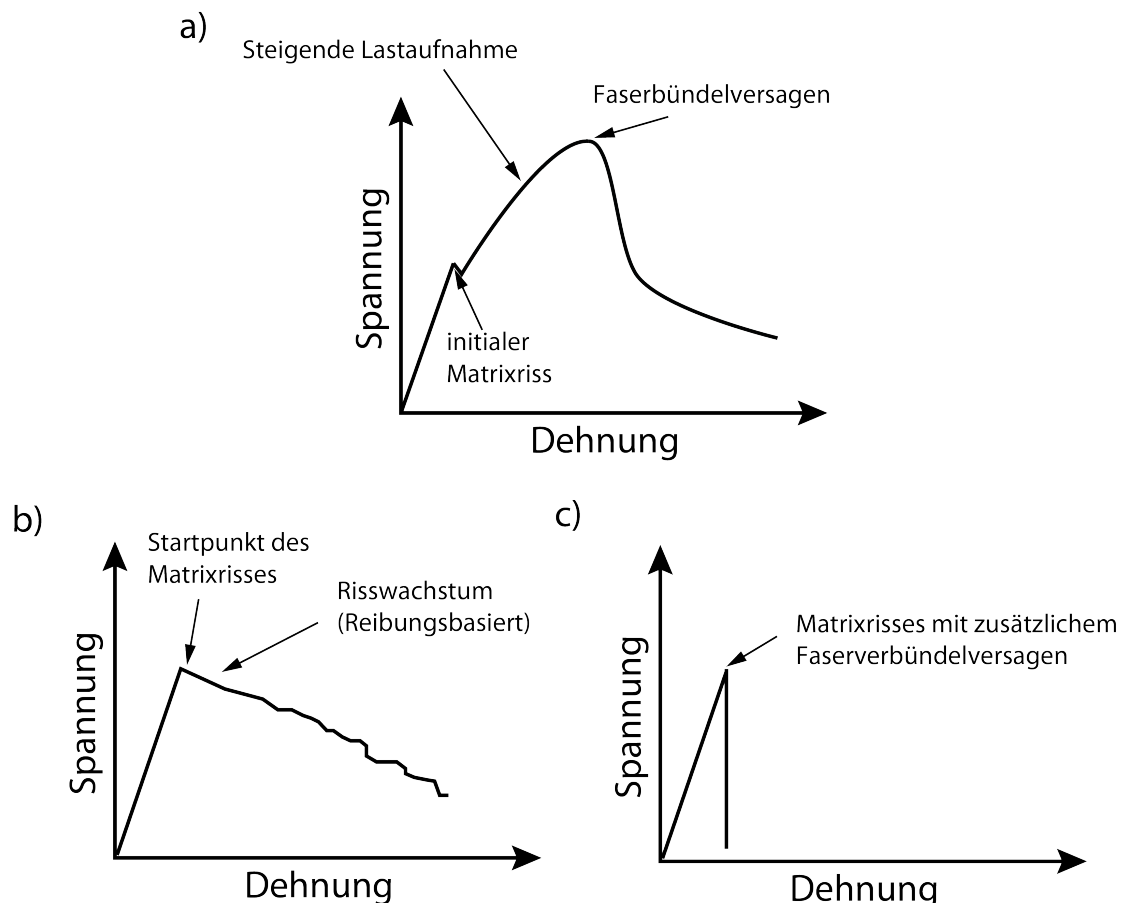 a)
Steigende Lastaufnahme
Faserbündelversagen
Spannung
initialer
Matrixriss
Dehnung
b)
Startpunkt des
Matrixrisses
Risswachstum
(Reibungsbasiert)
Spannung
Dehnung
c)
Matrixrisses mit zusätzlichem
Faserverbündelversagen
Spannung
Dehnung